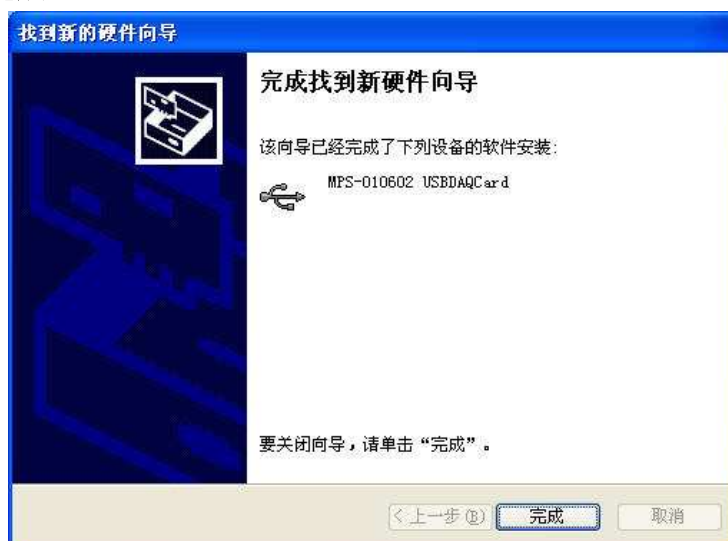 找到新的硬件向导
完成找到新硬件向导
该向导已经完成了下列设备的软件安装:
MPS-010602 USBDAQCard
要关闭向导，请单击“完成”。
<上一步(B)
完成
取消